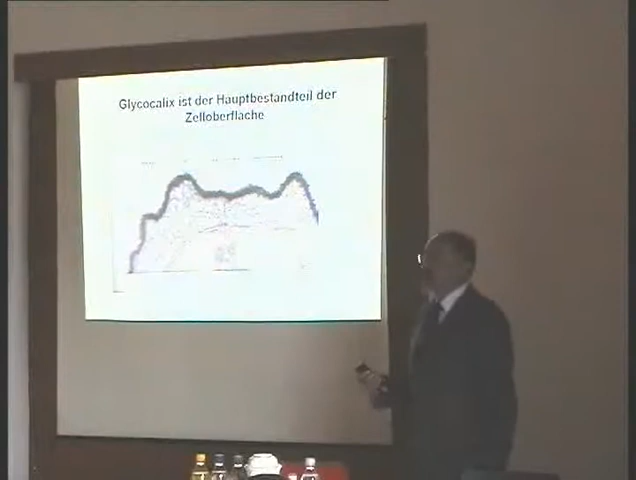 Glycocalix ist der Hauptbestandteil der
Zelloberflache